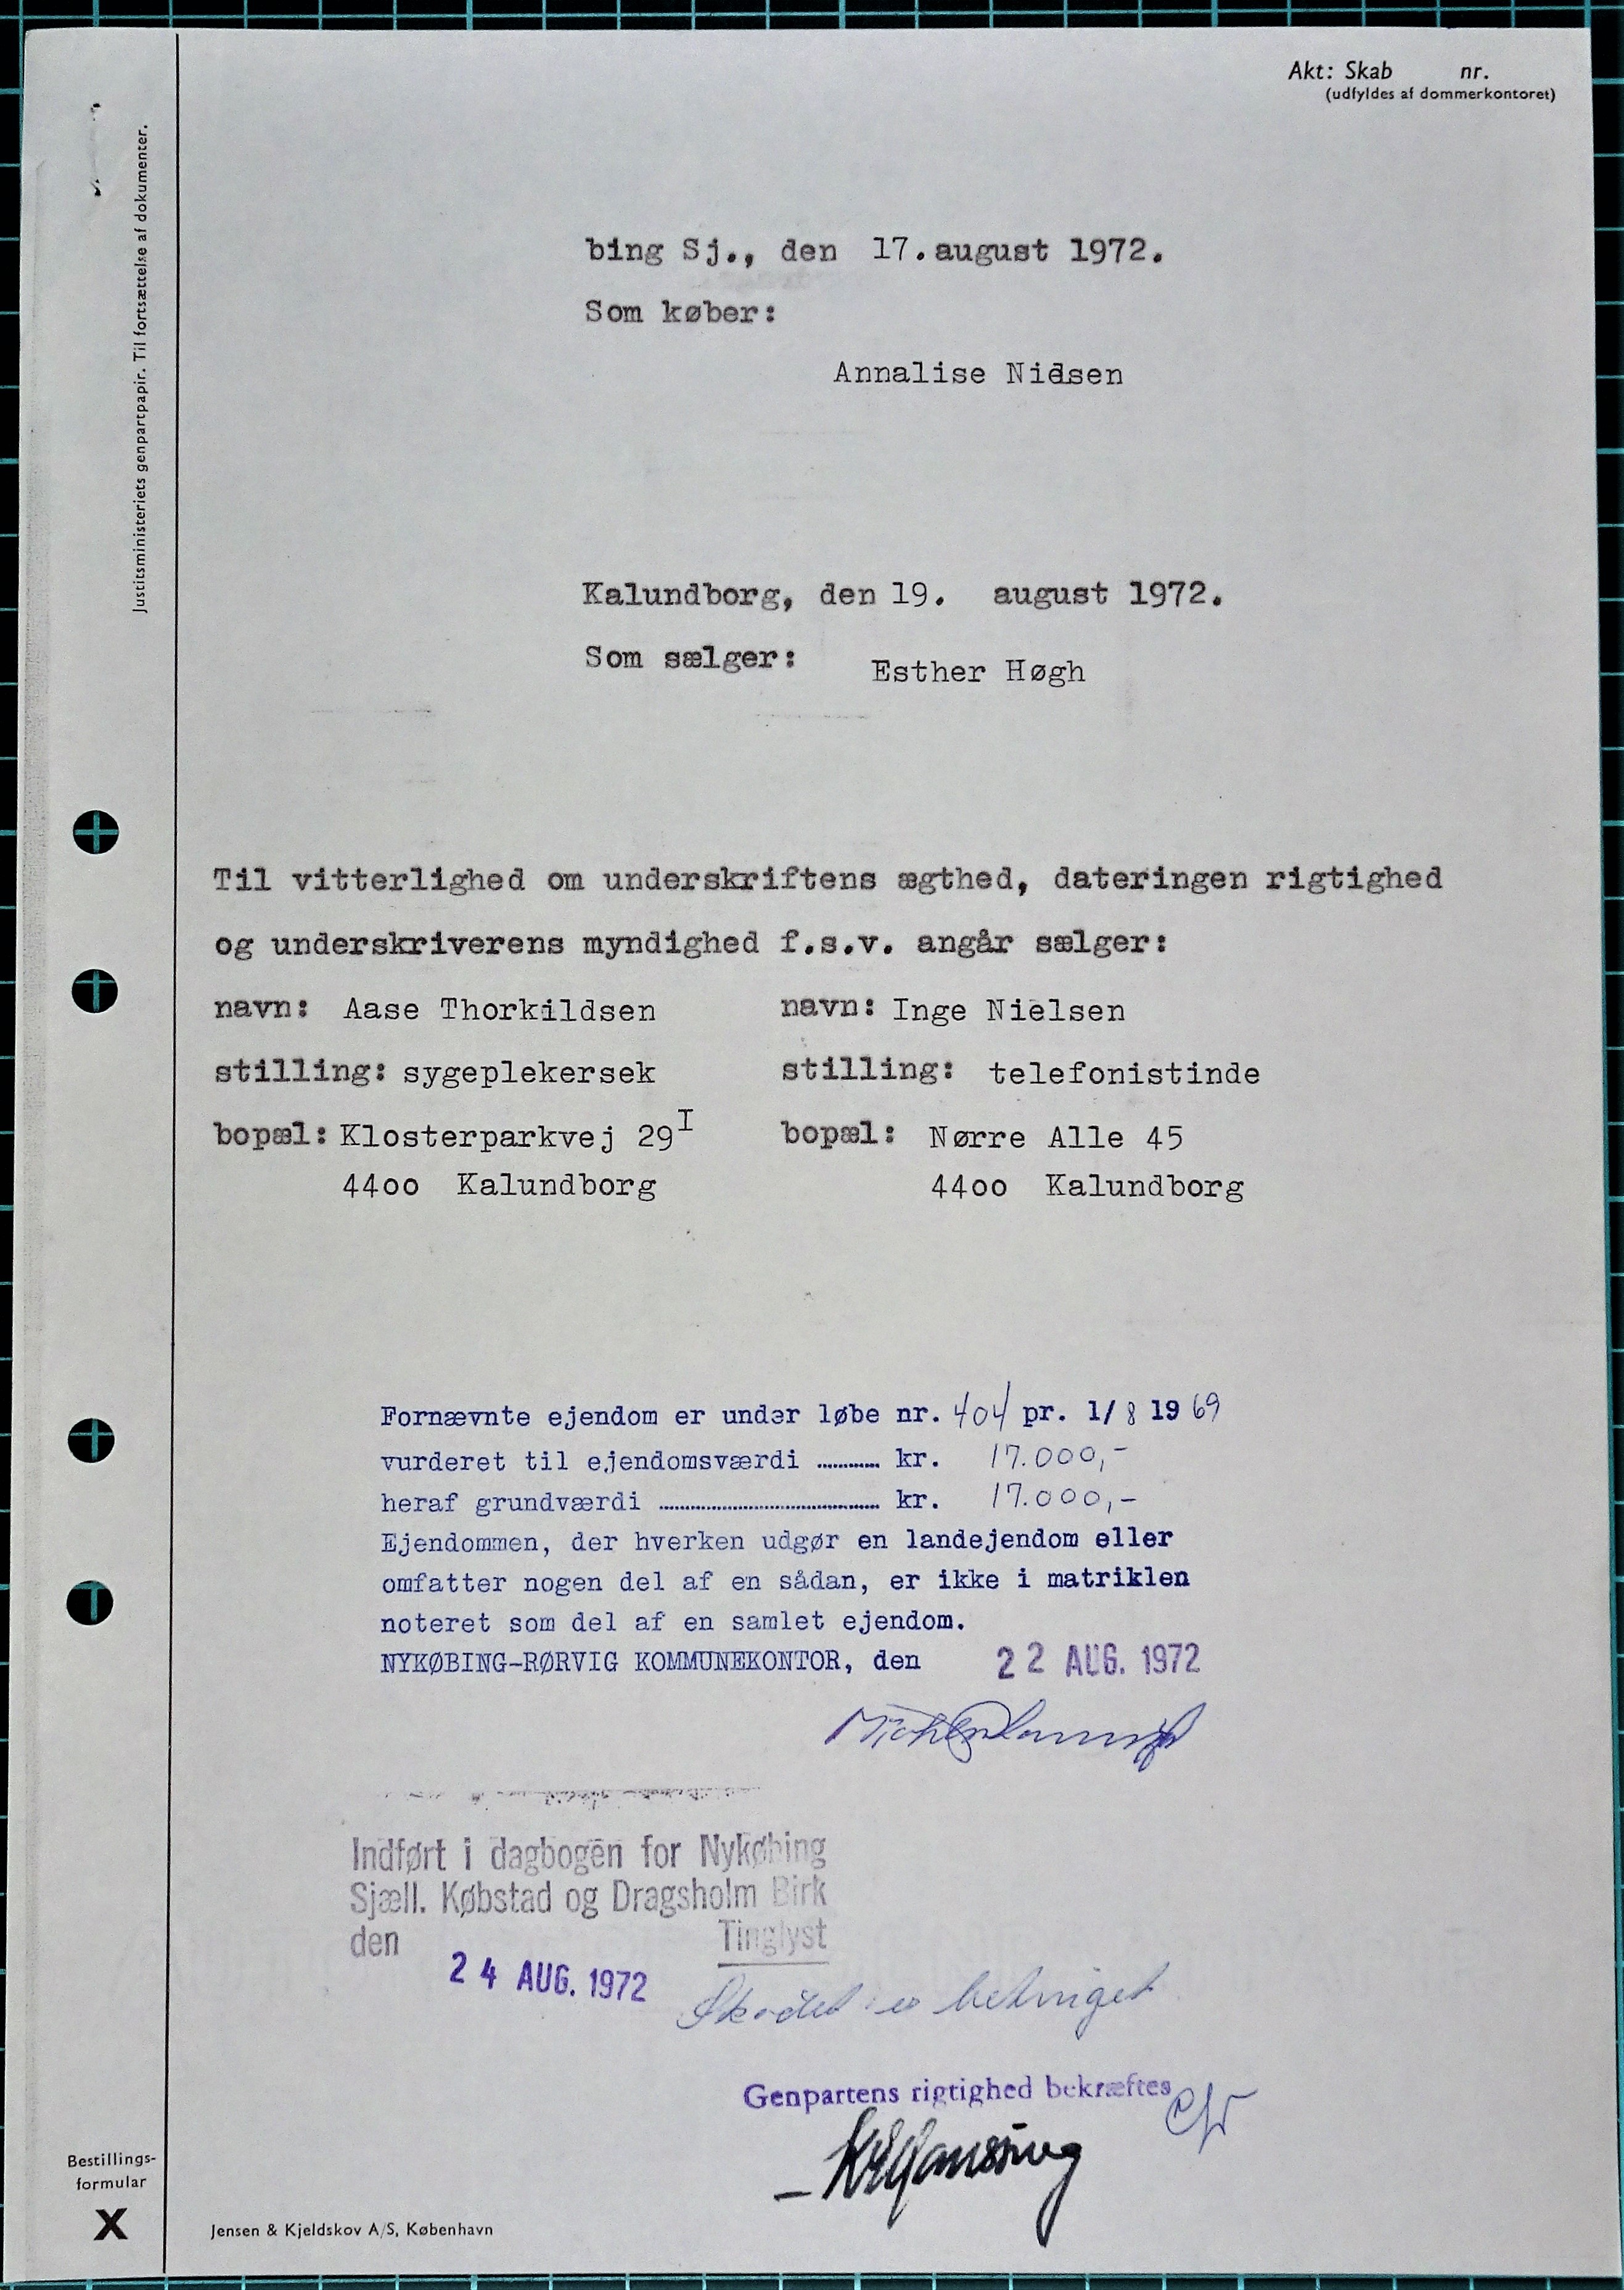 Akt: Skab nr.
(udfyldes af dommerkontoret)
Justitsministeriets genpartpapir. Til fortsættelse af dokumenter.
bing Sj., den 17. august 1972.
Som køber:
Annalise Nidsen
Kalundborg, den 19. august 1972.
Som sælger: Esther Høgh
Til vitterlighed om underskriftens ægthed, dateringen rigtighed
og underskriverens myndighed f.s.v. angår sælger:
navn: Aase Thorkildsen navn: Inge Nielsen
stilling: sygeplekersek stilling: telefonistinde
bopæl: Klosterparkvej 29I bopæl: Nørre Alle 45
44oo Kalundborg 44oo Kalundborg
Fornævnte ejendom er under løbe nr. 404 pr. 1/8 1969
vurderet til ejendomsværdi ........... kr. 17.000,-
heraf grundværdi ........................................ kr. 17.000,-
Ejendommen, der hverken udgør en landejendom eller
omfatter nogen del af en sådan, er ikke i matriklen
noteret som del af en samlet ejendom.
NYKØBING-RØRVIG KOMMUNEKONTOR, den 22 AUG. 1972
Indført i dagbogen for Nykøbing
Sjæll. Købstad og Dragsholm Birk
den Tinglyst
24 AUG. 1972
Skødet er betinget
Genpartens rigtighed bekræftes
Bestillings-
formular
X
Jensen & Kjeldskov A/S, København